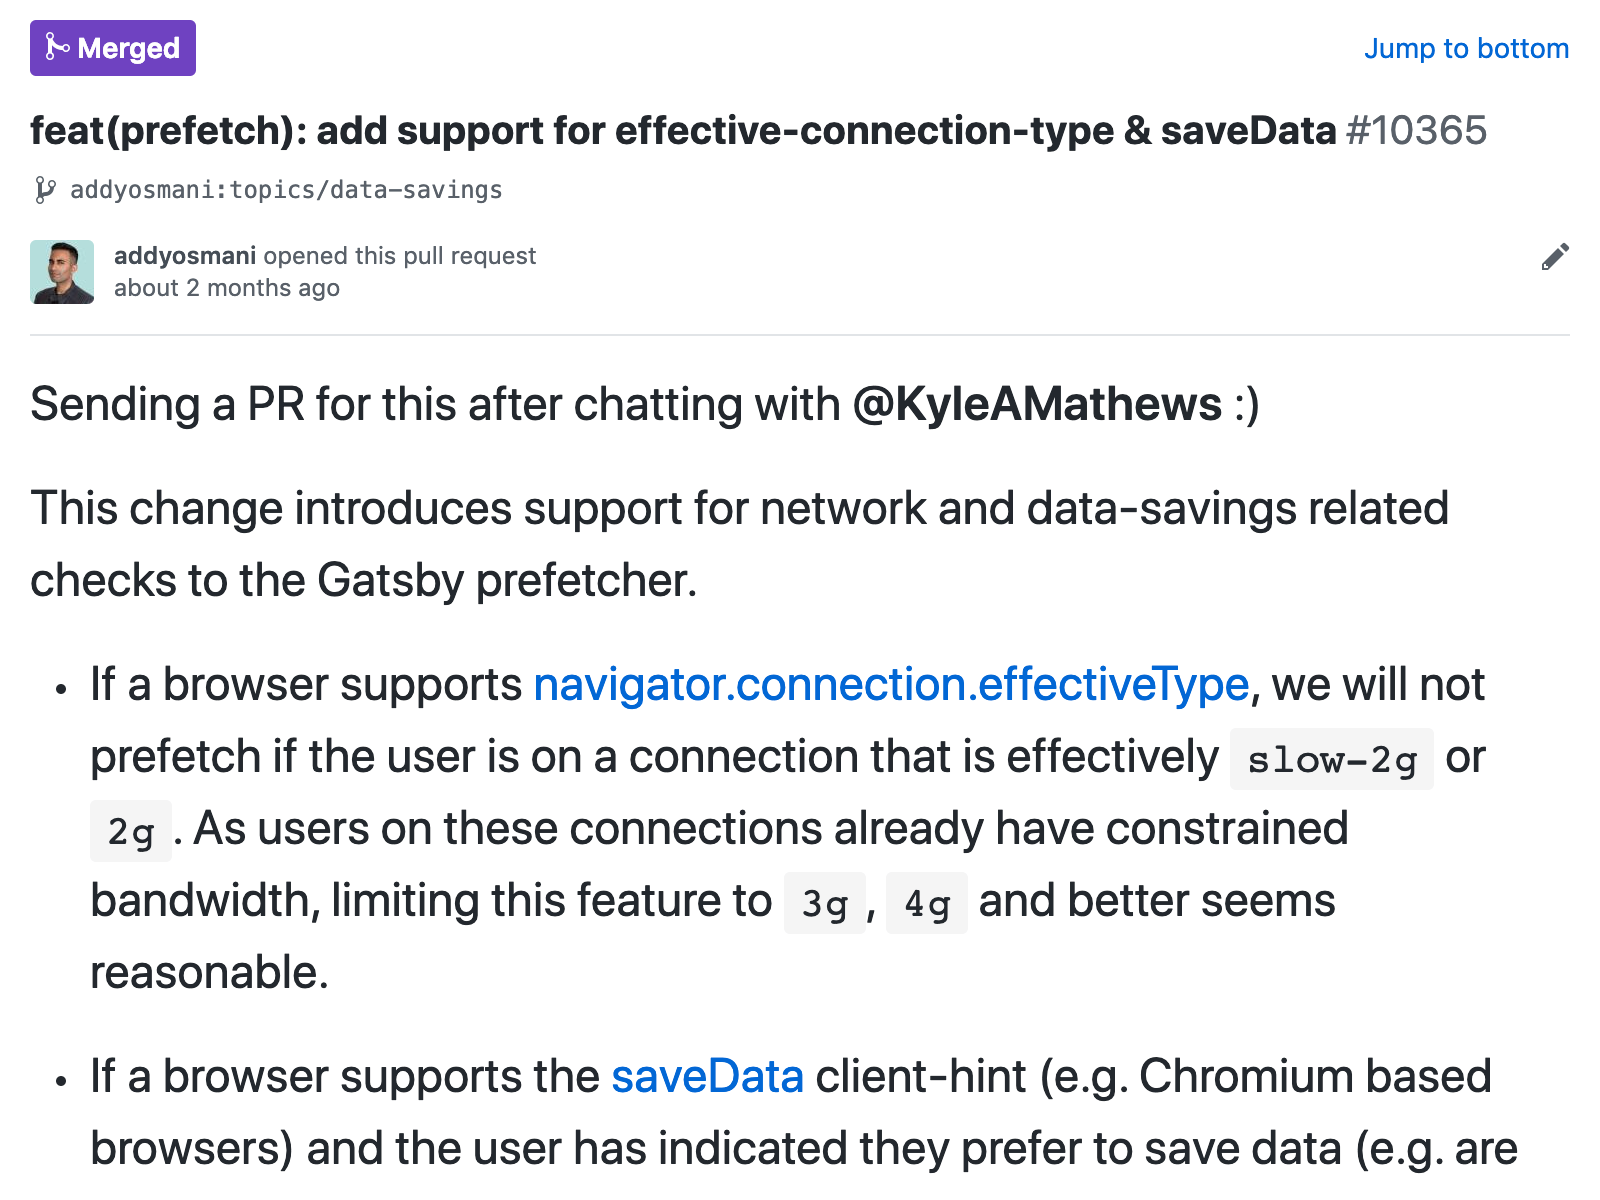 Merged
Jump to bottom
feat(prefetch): add support for effective-connection-type & saveData #10365
addyosmani:topics/data-savings
addyosmani opened this pull request
about 2 months ago
Sending a PR for this after chatting with @KyleAMathews :)
This change introduces support for network and data-savings related
checks to the Gatsby prefetcher.
• If a browser supports navigator.connection.effectiveType, we will not
prefetch if the user is on a connection that is effectively slow-2g or
2g. As users on these connections already have constrained
bandwidth, limiting this feature to 3g, 4g and better seems
reasonable.
• If a browser supports the saveData client-hint (e.g. Chromium based
browsers) and the user has indicated they prefer to save data (e.g. are